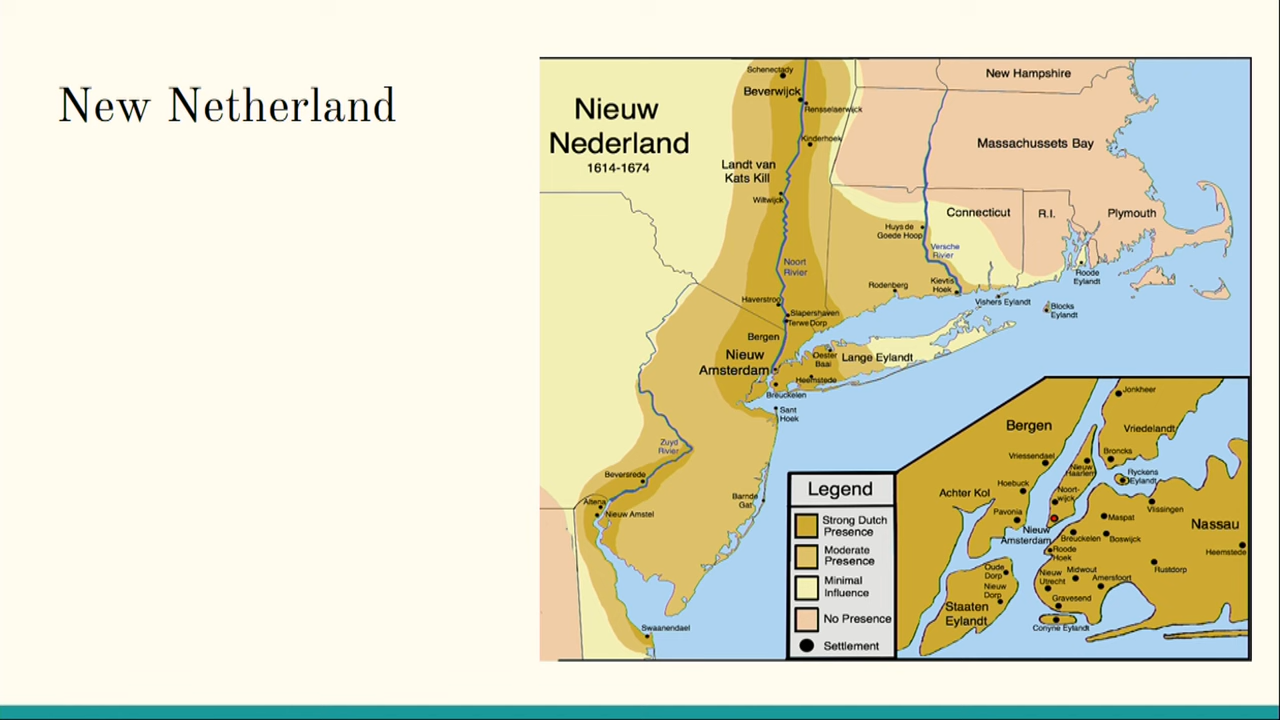 New Netherland
Nieuw
Nederland
1614-1674
Schenectady
Beverwijck
Rensselaerwijck
Kinderhoek
Landt van
Kats Kill
Wiltwijck
Noort
Rivier
Haverstroo
Slapershaven
Terwe Dorp
Bergen
Nieuw
Amsterdam
Breuckelen
Sant
Hoek
Oester
Baai
Heemstede
Lange Eylandt
New Hampshire
Massachussets Bay
Connecticut
R.I.
Plymouth
Huys de
Goede Hoop
Versche
Rivier
Kievits
Hoek
Rodenberg
Vishers Eylandt
Roode
Eylandt
Blocks
Eylandt
Zuyd
Rivier
Beversrede
Altena
Nieuw Amstel
Barnde
Gat
Swaanendael
Legend
Strong Dutch
Presence
Moderate
Presence
Minimal
Influence
No Presence
Settlement
Jonkheer
Bergen
Vriedelandt
Vriessendael
Broncks
Nieuw
Haarlem
Ryckens
Eylandt
Achter Kol
Hoebuck
Noort-
wijck
Vlissingen
Pavonia
Maspat
Nassau
Nieuw
Amsterdam
Breuckelen
Boswijck
Heemstede
Roode
Hoek
Oude
Dorp
Nieuw
Utrecht
Midwout
Amersfoort
Rustdorp
Nieuw
Dorp
Gravesend
Staaten
Eylandt
Conyne Eylandt